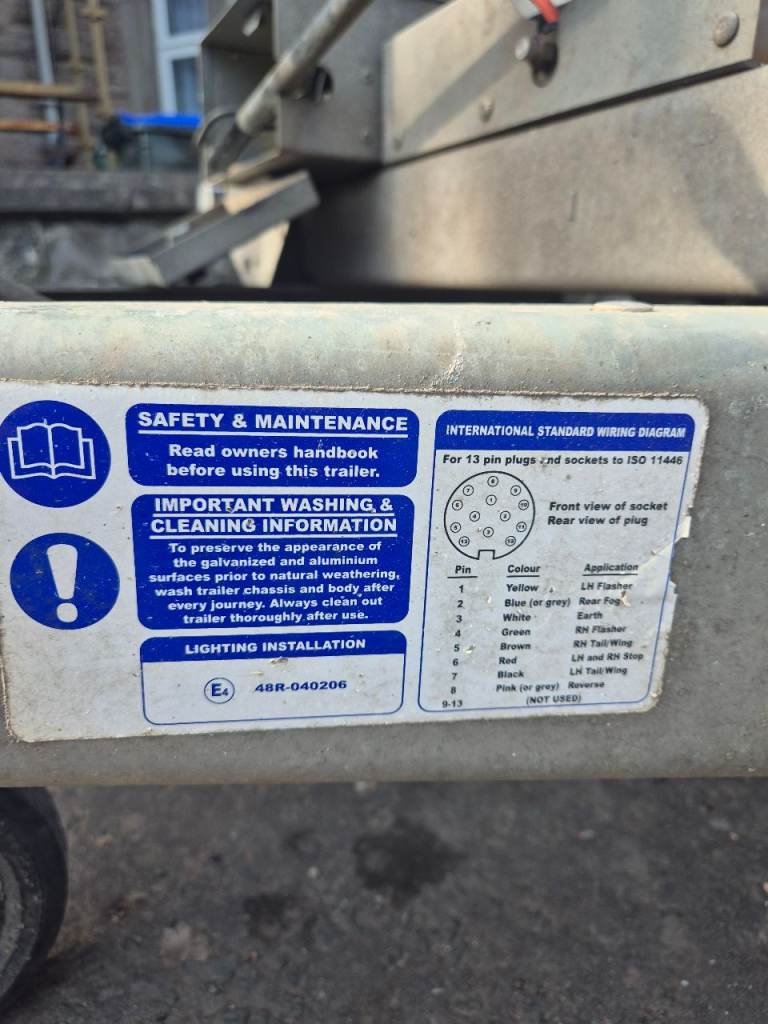 SAFETY & MAINTENANCE
Read owners handbook
before using this trailer.
IMPORTANT WASHING &
CLEANING INFORMATION
To preserve the appearance of
the galvanized and aluminium
surfaces prior to natural weathering,
wash trailer chassis and body after
every journey. Always clean out
trailer thoroughly after use.
LIGHTING INSTALLATION
E4 48R-040206
INTERNATIONAL STANDARD WIRING DIAGRAM
For 13 pin plugs and sockets to ISO 11446
Front view of socket
Rear view of plug
Pin Colour Application
1 Yellow LH Flasher
2 Blue (or grey) Rear Fog
3 White Earth
4 Green RH Flasher
5 Brown RH Tail/Wing
6 Red LH and RH Stop
7 Black LH Tail/Wing
8 Pink (or grey) Reverse
9-13 (NOT USED)